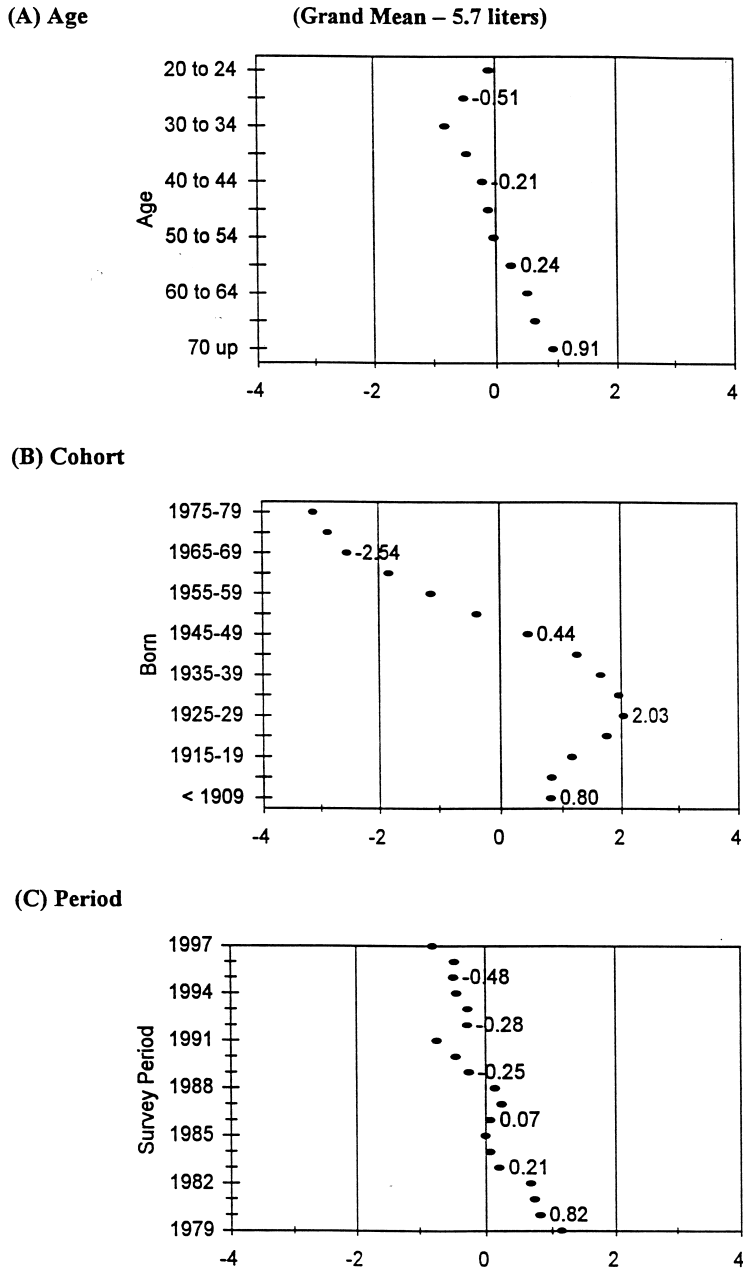 (A) Age (Grand Mean – 5.7 liters)
20 to 24
-0.51
30 to 34
40 to 44 -0.21
Age
50 to 54
0.24
60 to 64
70 up 0.91
-4 -2 0 2 4
(B) Cohort
1975-79
1965-69 -2.54
1955-59
1945-49 0.44
Born
1935-39
1925-29 2.03
1915-19
< 1909 0.80
-4 -2 0 2 4
(C) Period
1997
-0.48
1994
-0.28
1991
-0.25
1988
Survey Period
0.07
1985
0.21
1982
0.82
1979
-4 -2 0 2 4